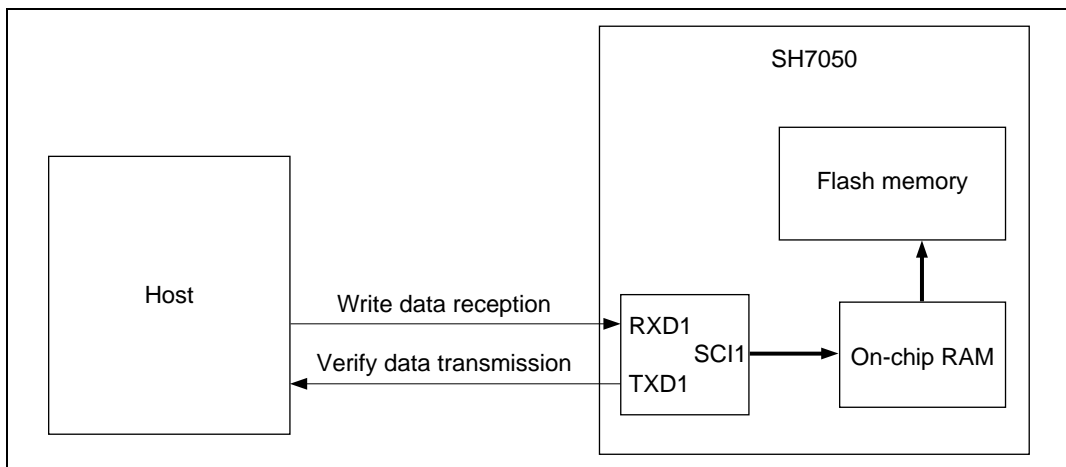 SH7050
Flash memory
Host
Write data reception
RXD1
SCI1
On-chip RAM
Verify data transmission
TXD1